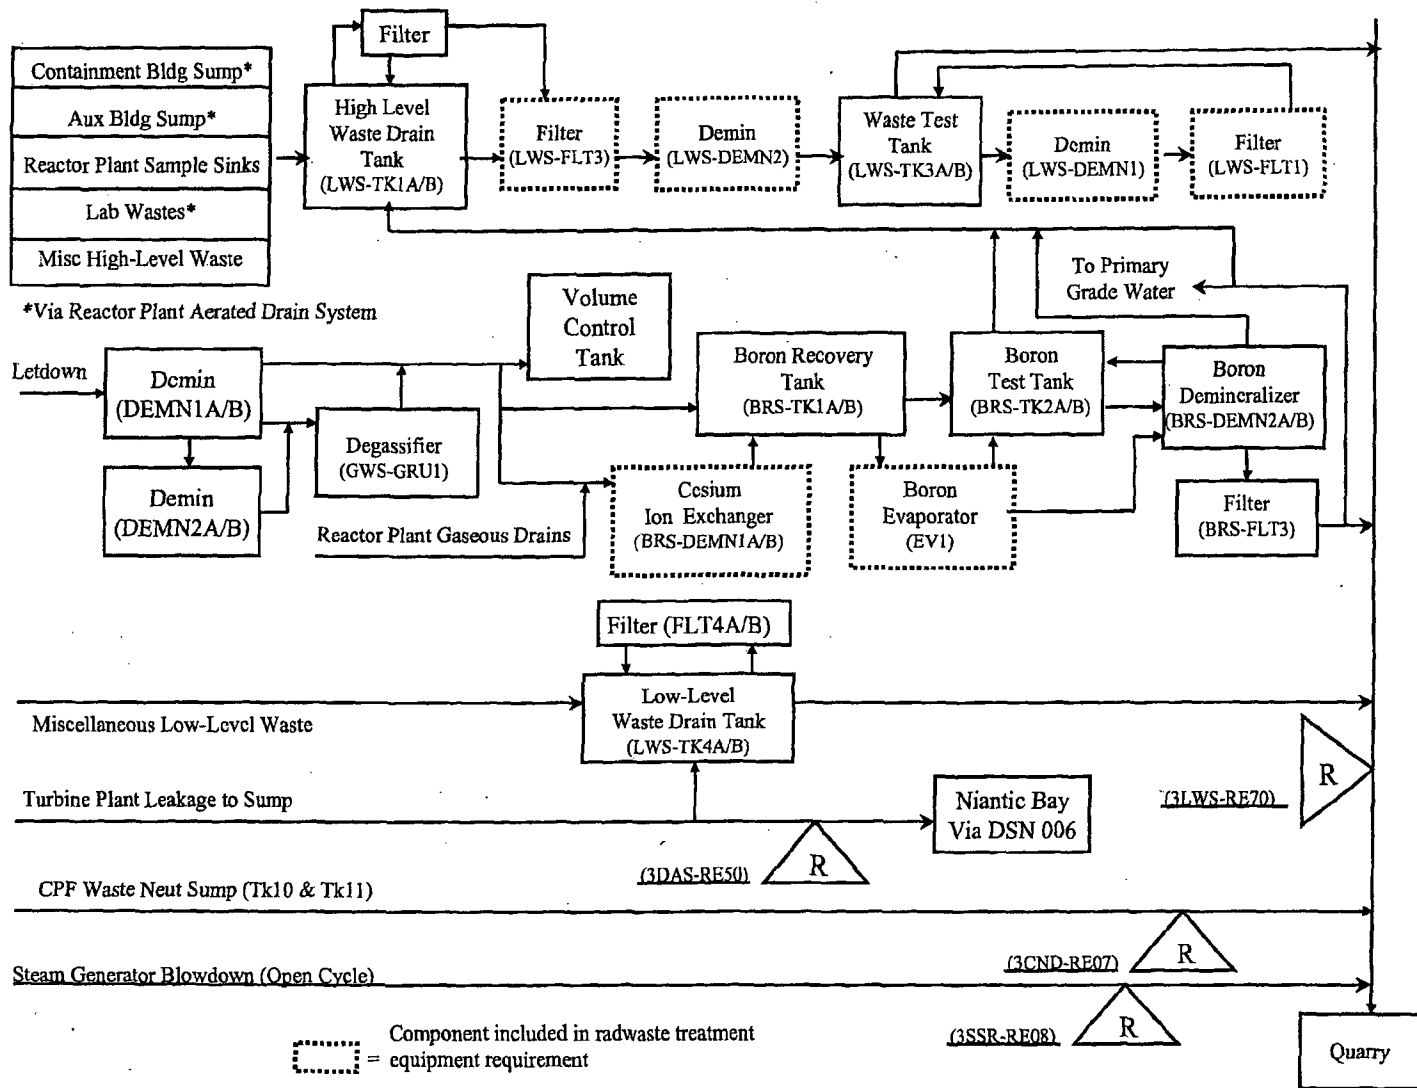 Filter
Containment Bldg Sump*
Aux Bldg Sump*
Reactor Plant Sample Sinks
Lab Wastes*
Misc High-Level Waste
High Level
Waste Drain
Tank
(LWS-TK1A/B)
Filter
(LWS-FLT3)
Demin
(LWS-DEMN2)
Waste Test
Tank
(LWS-TK3A/B)
Demin
(LWS-DEMN1)
Filter
(LWS-FLT1)
*Via Reactor Plant Aerated Drain System
Volume
Control
Tank
To Primary
Grade Water
Letdown
Demin
(DEMN1A/B)
Degassifier
(GWS-GRU1)
Demin
(DEMN2A/B)
Reactor Plant Gaseous Drains
Boron Recovery
Tank
(BRS-TK1A/B)
Boron
Test Tank
(BRS-TK2A/B)
Boron
Demineralizer
(BRS-DEMN2A/B)
Cesium
Ion Exchanger
(BRS-DEMN1A/B)
Boron
Evaporator
(EV1)
Filter
(BRS-FLT3)
Filter (FLT4A/B)
Miscellaneous Low-Level Waste
Low-Level
Waste Drain Tank
(LWS-TK4A/B)
R
(3LWS-RE70)
Turbine Plant Leakage to Sump
Niantic Bay
Via DSN 006
(3DAS-RE50)
R
CPF Waste Neut Sump (Tk10 & Tk11)
(3CND-RE07)
R
Steam Generator Blowdown (Open Cycle)
(3SSR-RE08)
R
Component included in radwaste treatment
= equipment requirement
Quarry